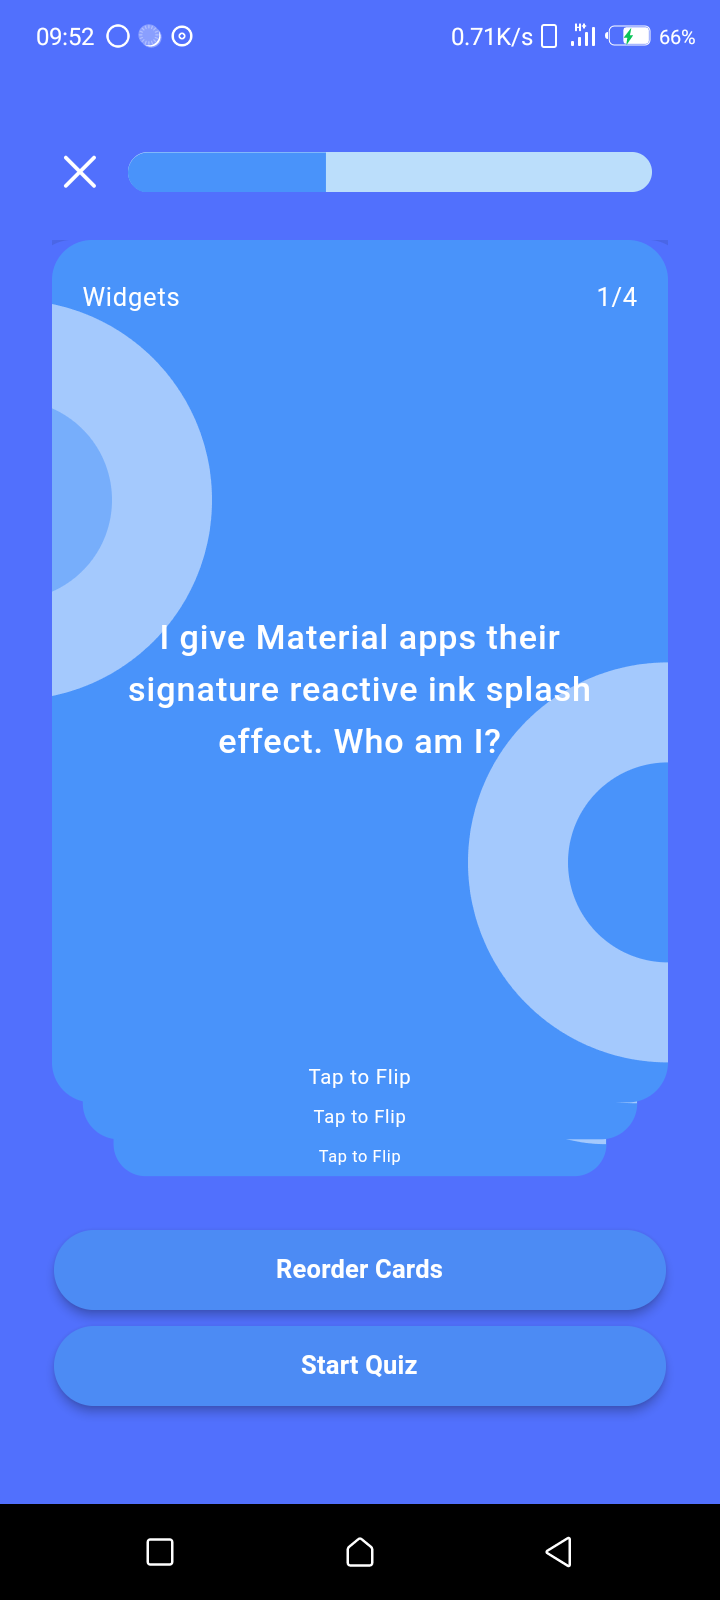 09:52 0.71K/s H+ 66%
Widgets 1/4
I give Material apps their
signature reactive ink splash
effect. Who am I?
Tap to Flip
Tap to Flip
Tap to Flip
Reorder Cards
Start Quiz